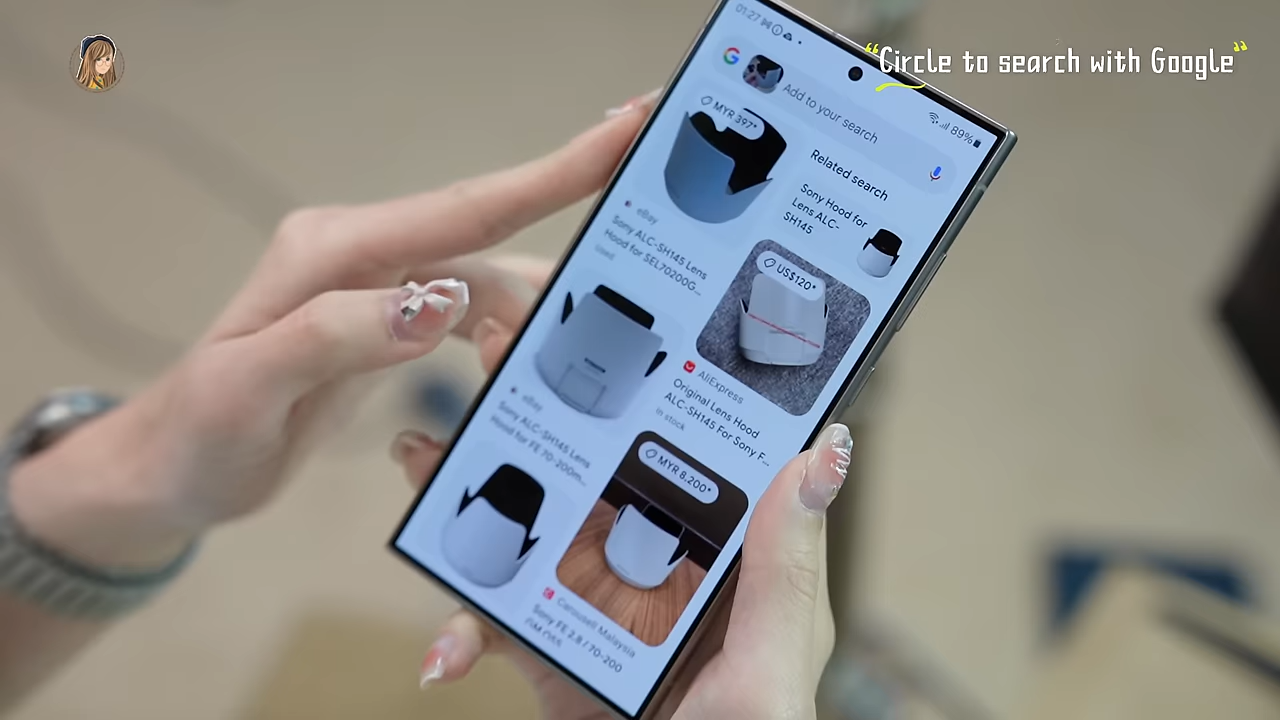 “Circle to search with Google”
01:27
89%
Add to your search
MYR 397*
eBay
Sony ALC-SH145 Lens
Hood for SEL70200G...
Used
Related search
Sony Hood for
Lens ALC-
SH145
US$120*
AliExpress
Original Lens Hood
ALC-SH145 For Sony F...
In stock
eBay
Sony ALC-SH145 Lens
Hood for FE 70-200m...
MYR 8,200*
Carousell Malaysia
Sony FE 2.8 / 70-200
GM OSS